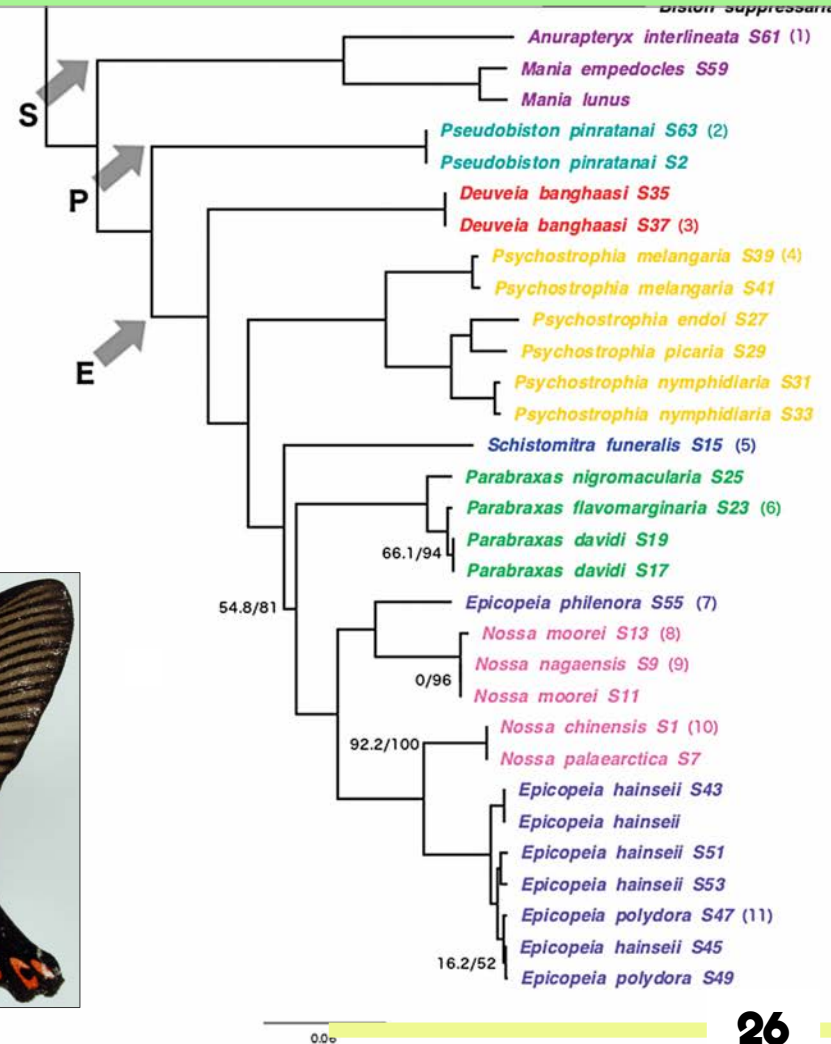 Biston suppressaria
Anurapteryx interlineata S61 (1)
Mania empedocles S59
Mania lunus
S
Pseudobiston pinratanai S63 (2)
Pseudobiston pinratanai S2
P
Deuveia banghaasi S35
Deuveia banghaasi S37 (3)
Psychostrophia melangaria S39 (4)
Psychostrophia melangaria S41
Psychostrophia endoi S27
Psychostrophia picaria S29
E
Psychostrophia nymphidiaria S31
Psychostrophia nymphidiaria S33
Schistomitra funeralis S15 (5)
Parabraxas nigromacularia S25
Parabraxas flavomarginaria S23 (6)
Parabraxas davidi S19
66.1/94
Parabraxas davidi S17
54.8/81
Epicopeia philenora S55 (7)
Nossa moorei S13 (8)
Nossa nagaensis S9 (9)
0/96
Nossa moorei S11
Nossa chinensis S1 (10)
92.2/100
Nossa palaearctica S7
Epicopeia hainseii S43
Epicopeia hainseii
Epicopeia hainseii S51
Epicopeia hainseii S53
Epicopeia polydora S47 (11)
Epicopeia hainseii S45
16.2/52
Epicopeia polydora S49
26